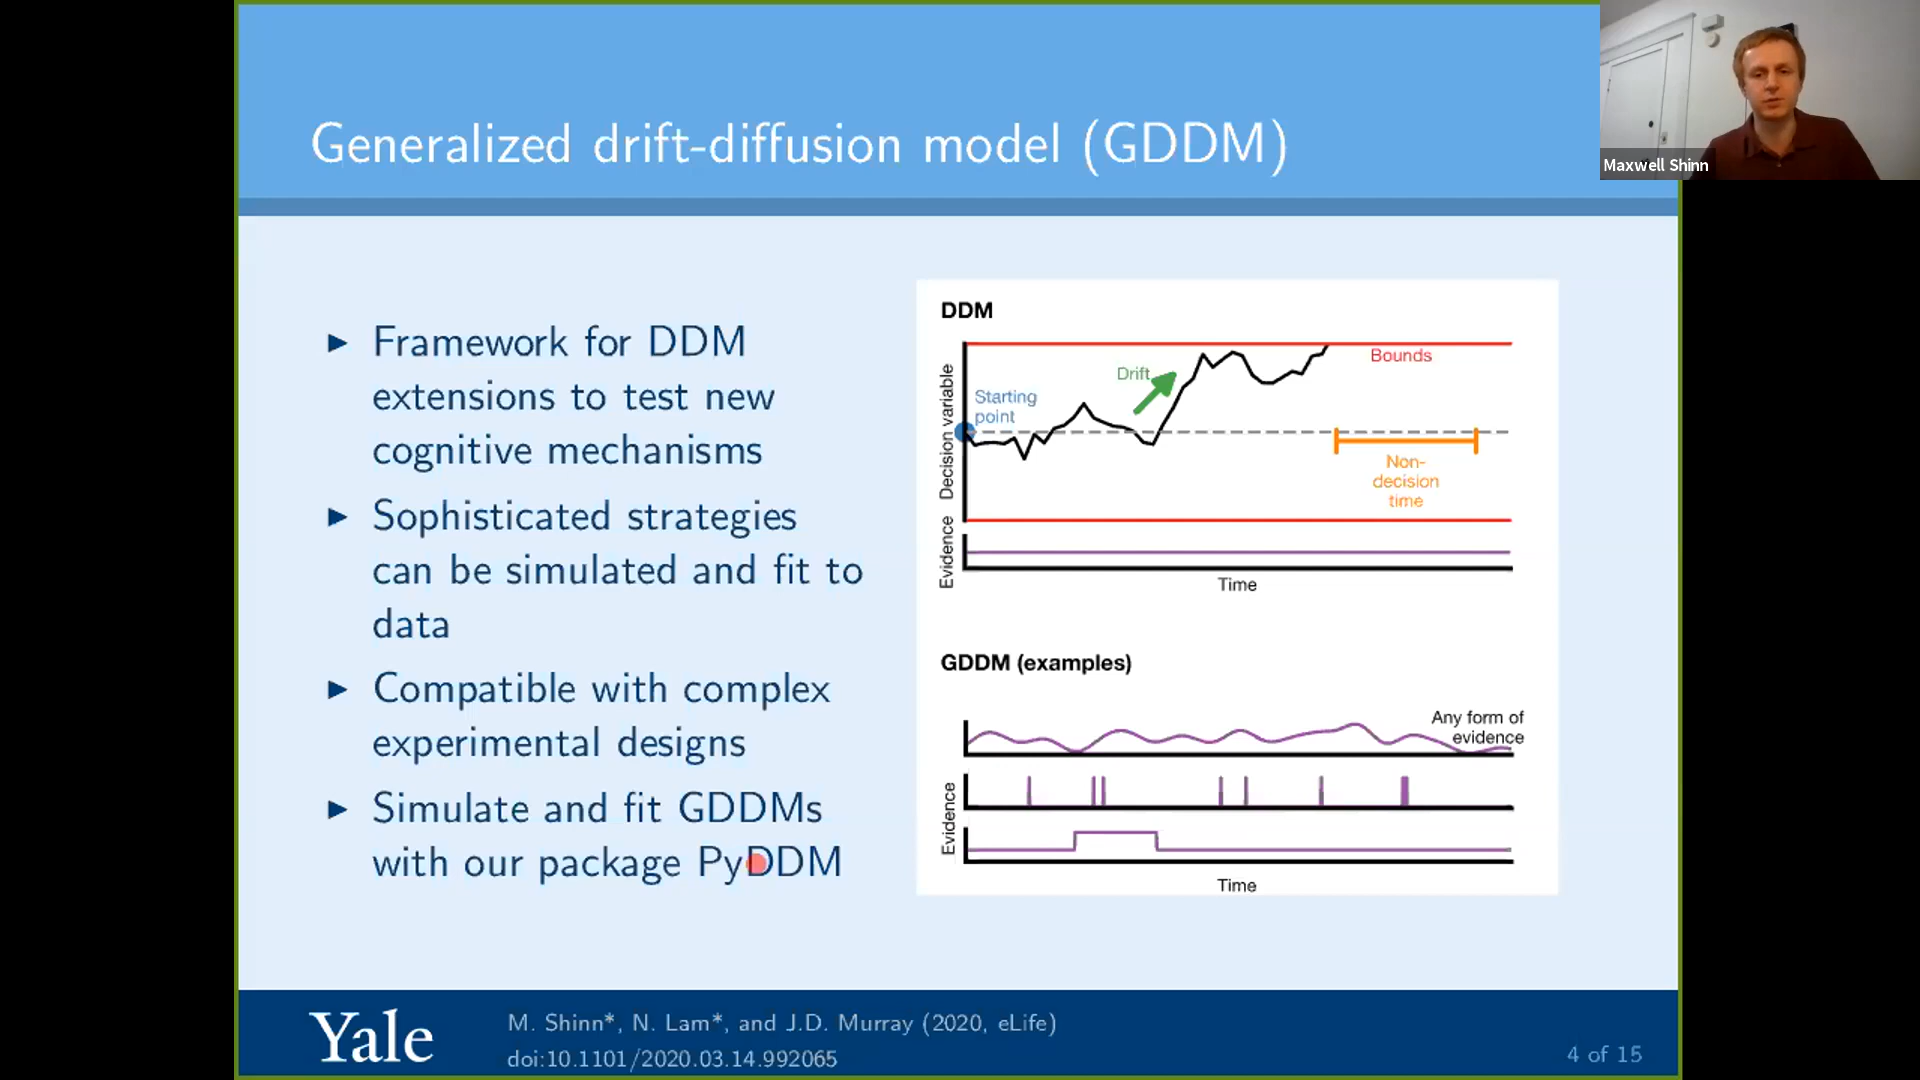 Generalized drift-diffusion model (GDDM)
Maxwell Shinn
► Framework for DDM
extensions to test new
cognitive mechanisms
► Sophisticated strategies
can be simulated and fit to
data
► Compatible with complex
experimental designs
► Simulate and fit GDDMs
with our package PyDDM
DDM
Decision variable
Starting
point
Drift
Bounds
Non-
decision
time
Evidence
Time
GDDM (examples)
Any form of
evidence
Evidence
Time
Yale
M. Shinn*, N. Lam*, and J.D. Murray (2020, eLife)
doi:10.1101/2020.03.14.992065
4 of 15